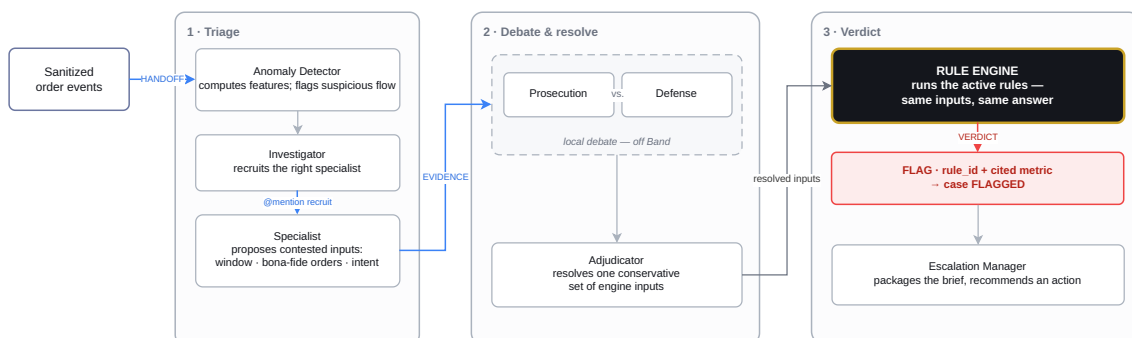 1 · Triage
2 · Debate & resolve
3 · Verdict
Sanitized
order events
HANDOFF
Anomaly Detector
computes features; flags suspicious flow
Investigator
recruits the right specialist
@mention recruit
Specialist
proposes contested inputs:
window · bona-fide orders · intent
EVIDENCE
Prosecution
vs.
Defense
local debate — off Band
Adjudicator
resolves one conservative
set of engine inputs
resolved inputs
RULE ENGINE
runs the active rules —
same inputs, same answer
VERDICT
FLAG · rule_id + cited metric
→ case FLAGGED
Escalation Manager
packages the brief, recommends an action